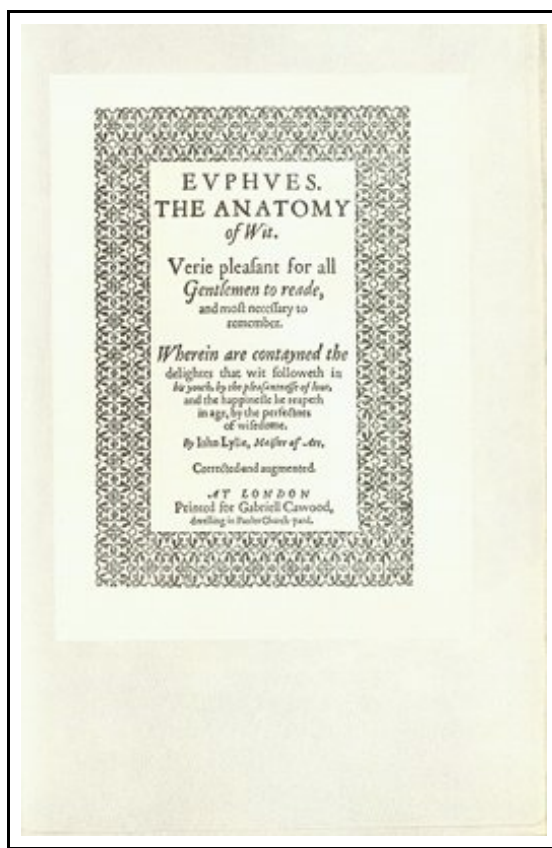 EVPHVES.
THE ANATOMY
of Wit.
Verie pleaſant for all
Gentlemen to reade,
and moſt neceſſary to
remember.
Wherein are contayned the
delights that wit followeth in
his youth, by the pleaſantneſſe of loue,
and the happineſſe he reapeth
in age, by the perfectnes
of wiſedome.
By Iohn Lylie, Maiſter of Art,
Corrected and augmented.
AT LONDON
Printed for Gabriell Cawood,
dwelling in Paules Church-yard.